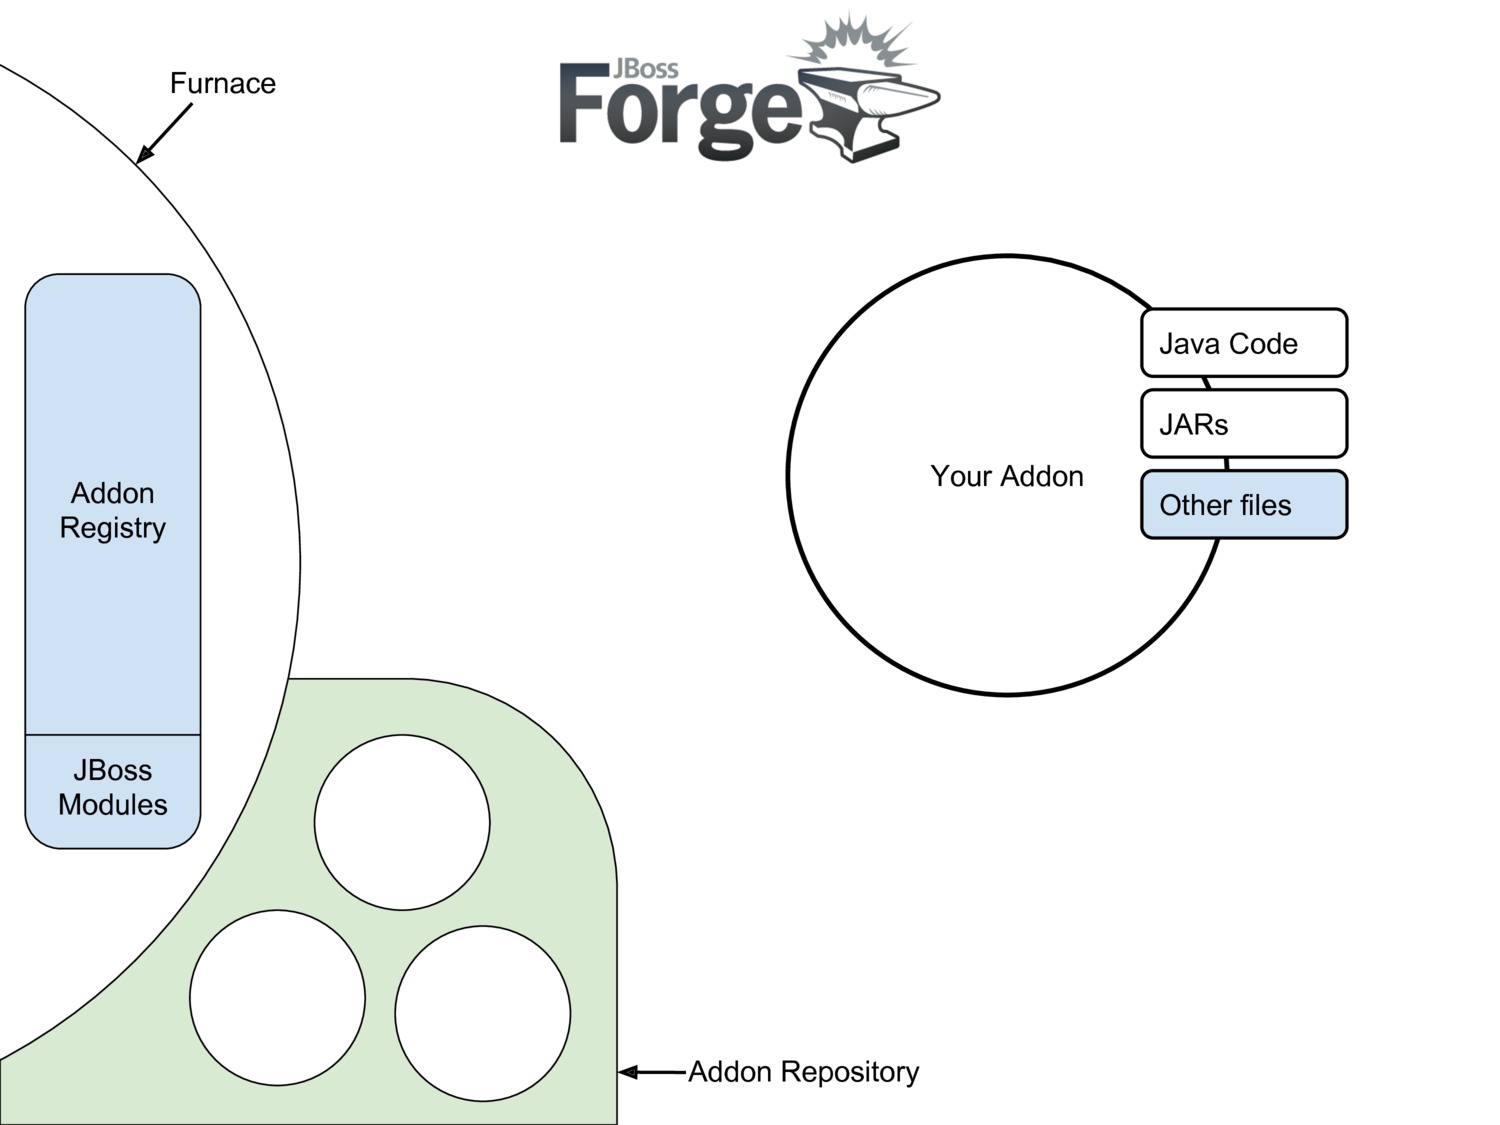 Furnace
JBoss
Forge
Java Code
JARs
Your Addon
Other files
Addon
Registry
JBoss
Modules
Addon Repository